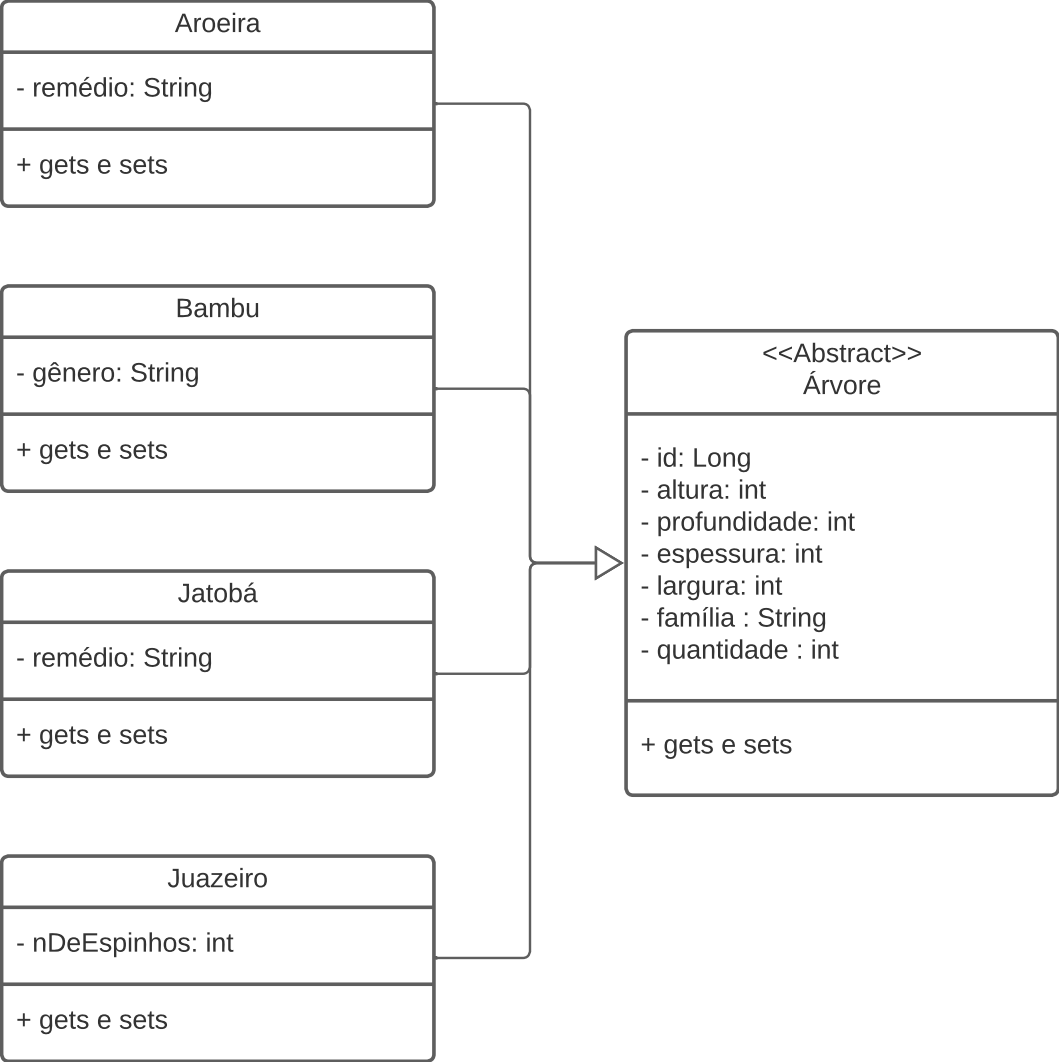 Aroeira
- remédio: String
+ gets e sets
Bambu
- gênero: String
+ gets e sets
Jatobá
- remédio: String
+ gets e sets
Juazeiro
- nDeEspinhos: int
+ gets e sets
<<Abstract>>
Árvore
- id: Long
- altura: int
- profundidade: int
- espessura: int
- largura: int
- família : String
- quantidade : int
+ gets e sets